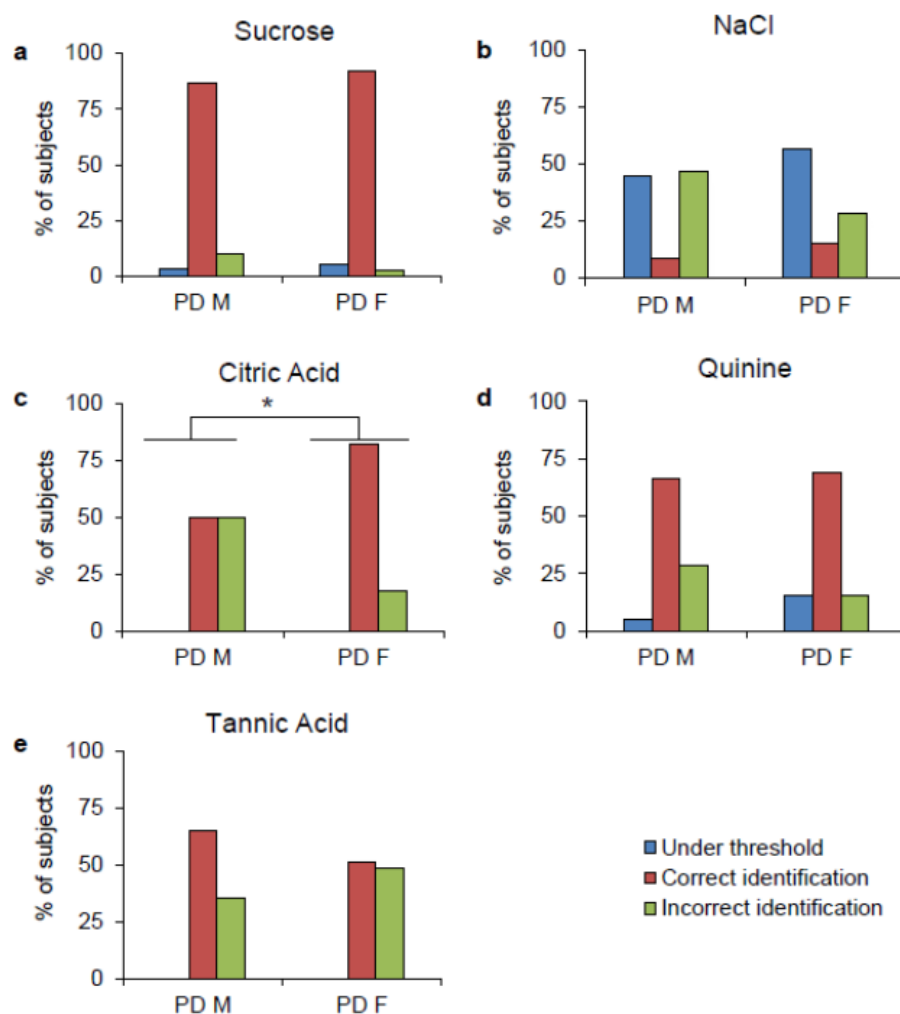 a
Sucrose
% of subjects
100
75
50
25
0
PD M
PD F
b
NaCl
% of subjects
100
75
50
25
0
PD M
PD F
c
Citric Acid
% of subjects
100
75
50
25
0
*
PD M
PD F
d
Quinine
% of subjects
100
75
50
25
0
PD M
PD F
e
Tannic Acid
% of subjects
100
75
50
25
0
PD M
PD F
Under threshold
Correct identification
Incorrect identification